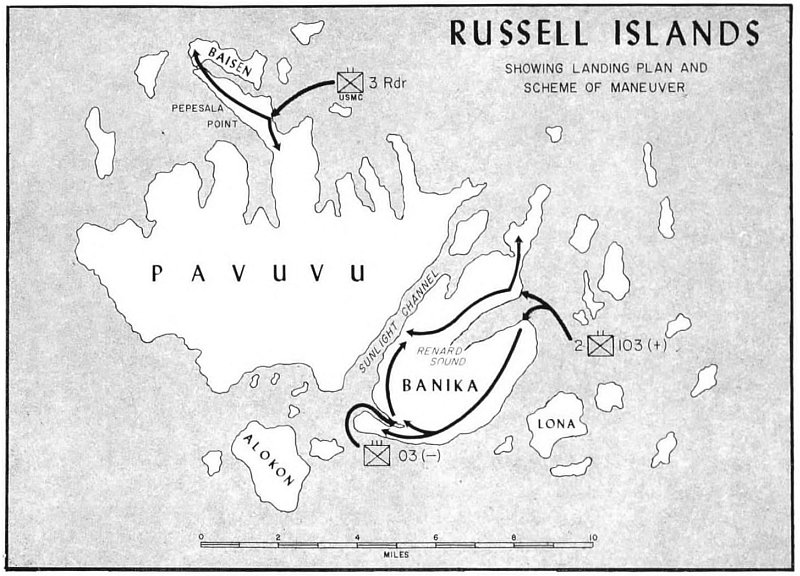 RUSSELL ISLANDS
SHOWING LANDING PLAN AND
SCHEME OF MANEUVER
BAISEN
3 Rdr
USMC
PEPESALA
POINT
PAVUVU
SUNLIGHT CHANNEL
RENARD
SOUND
2 103 (+)
BANIKA
LONA
ALOKON
03 (-)
0 2 4 6 8 10
MILES